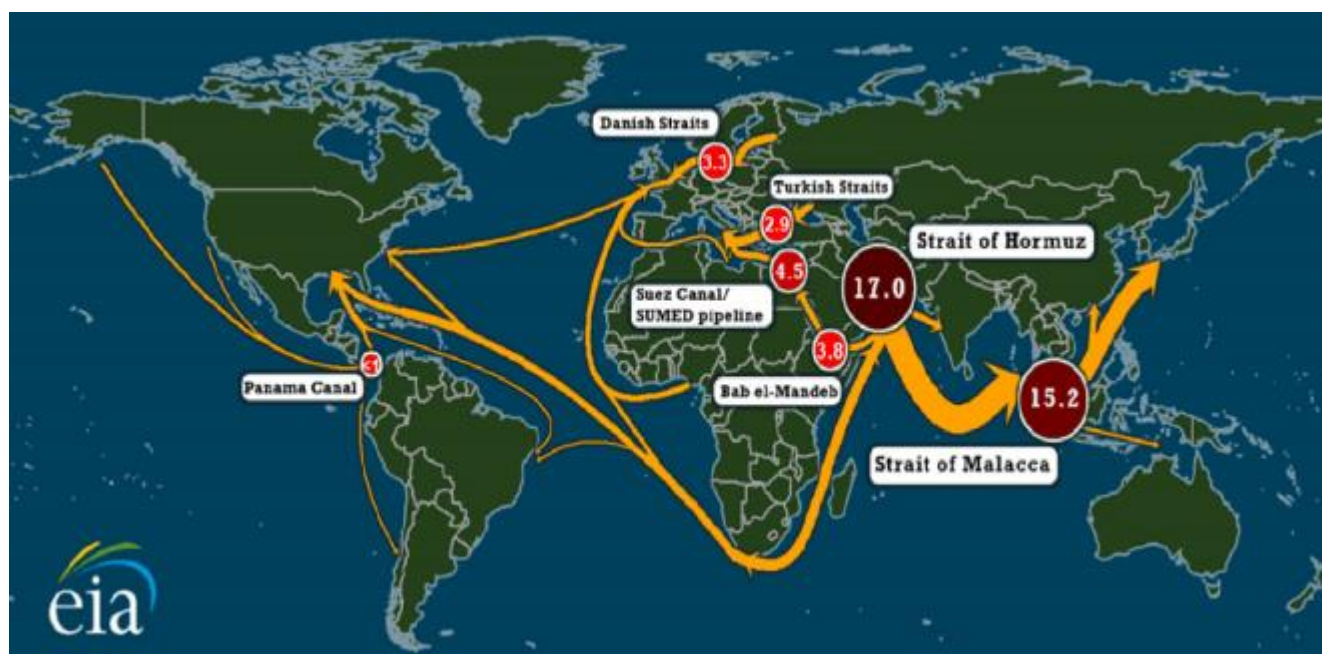 Danish Straits
3.3
Turkish Straits
2.9
Strait of Hormuz
17.0
4.5
Suez Canal/
SUMED pipeline
3.8
Bab el-Mandeb
<1
Panama Canal
15.2
Strait of Malacca
eia